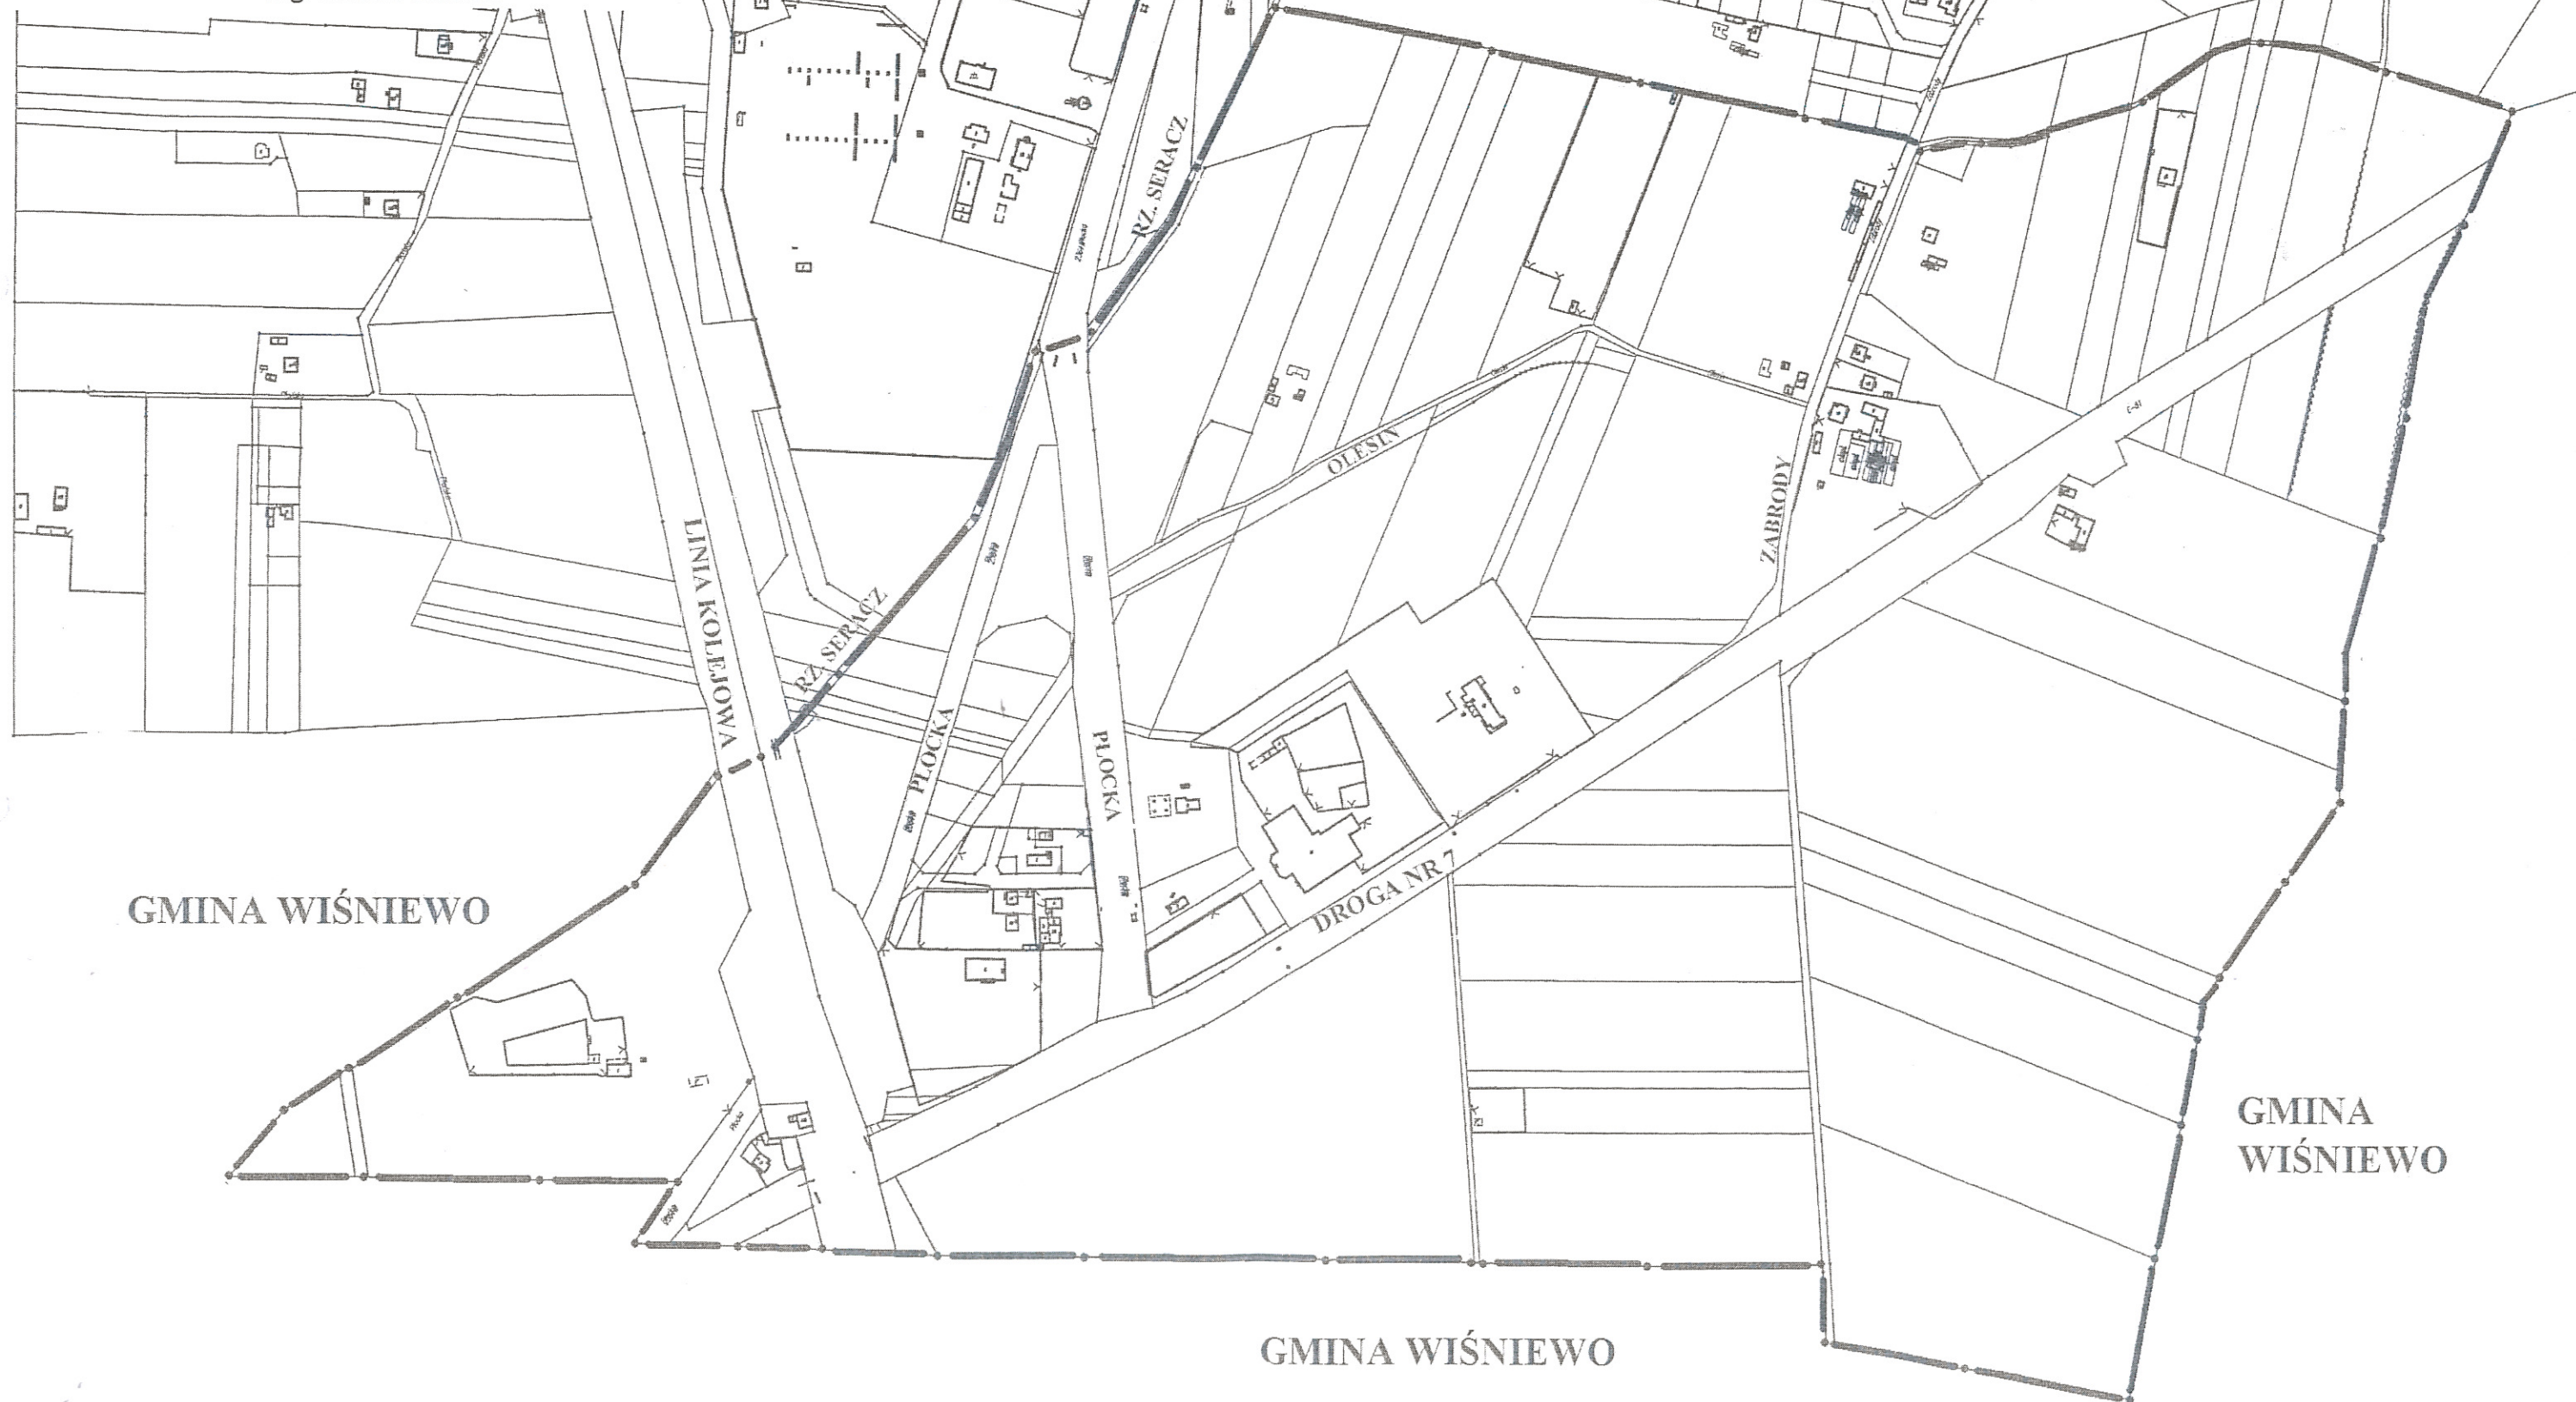 RZ. SERACZ
OLESIN
ZABRODY
LINIA KOLEJOWA
RZ. SERACZ
PŁOCKA
PŁOCKA
DROGA NR 7
GMINA WIŚNIEWO
GMINA
WIŚNIEWO
GMINA WIŚNIEWO